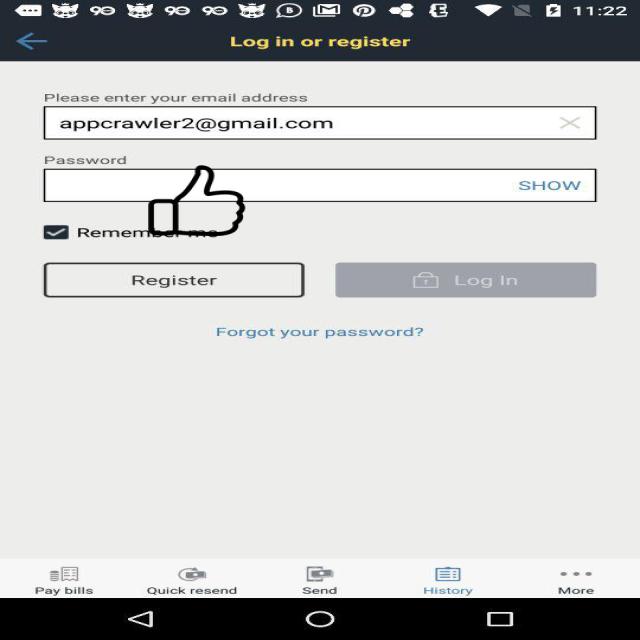 11:22
Log in or register
Please enter your email address
appcrawler2@gmail.com
Password
SHOW
Remember me
Register
Log In
Forgot your password?
Pay bills
Quick resend
Send
History
More